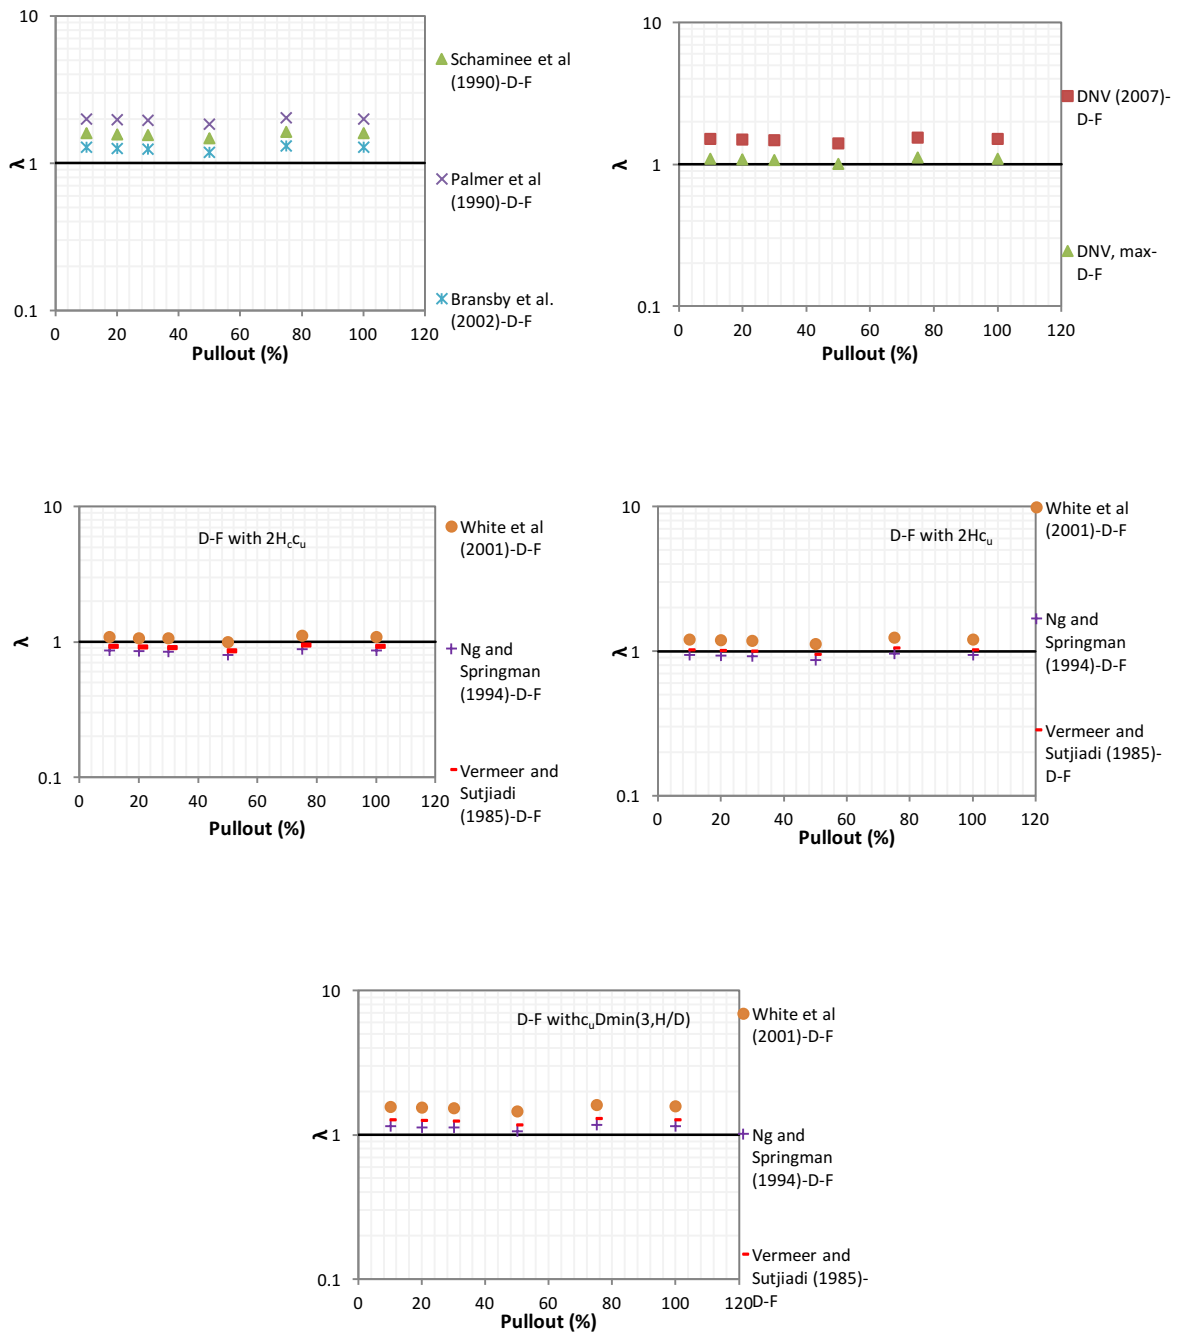 10
1
0.1
λ
0 20 40 60 80 100 120
Pullout (%)
Schaminee et al
(1990)-D-F
Palmer et al
(1990)-D-F
Bransby et al.
(2002)-D-F
10
1
0.1
λ
0 20 40 60 80 100 120
Pullout (%)
DNV (2007)-
D-F
DNV, max-
D-F
10
1
0.1
λ
D-F with 2H꜀cᵤ
0 20 40 60 80 100 120
Pullout (%)
White et al
(2001)-D-F
Ng and
Springman
(1994)-D-F
Vermeer and
Sutjiadi
(1985)-D-F
10
1
0.1
λ
D-F with 2Hcᵤ
0 20 40 60 80 100 120
Pullout (%)
White et al
(2001)-D-F
Ng and
Springman
(1994)-D-F
Vermeer and
Sutjiadi (1985)-
D-F
10
1
0.1
λ
D-F withcᵤDmin(3,H/D)
0 20 40 60 80 100 120
Pullout (%)
White et al
(2001)-D-F
Ng and
Springman
(1994)-D-F
Vermeer and
Sutjiadi (1985)-
D-F